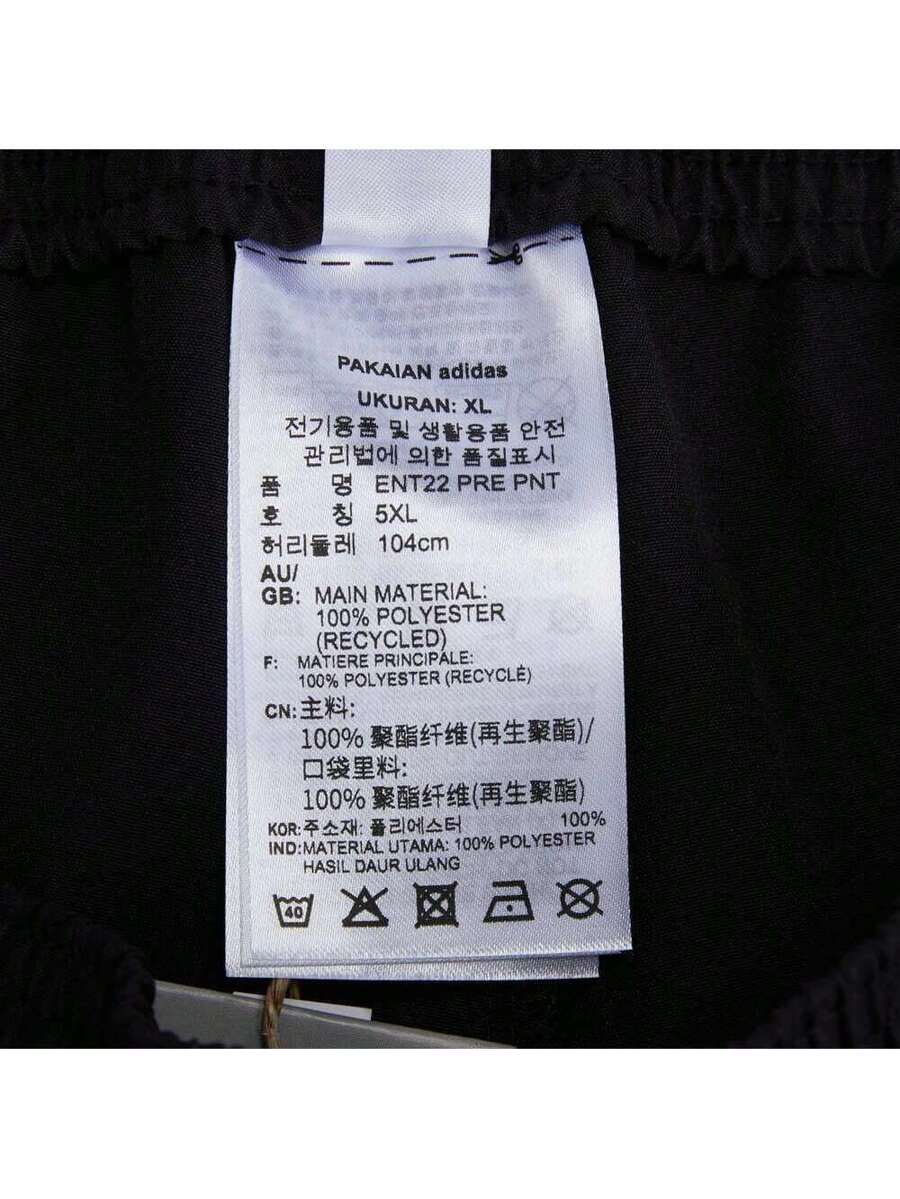 PAKAIAN adidas
UKURAN: XL
전기용품 및 생활용품 안전
관리법에 의한 품질표시
품 명 ENT22 PRE PNT
호 칭 5XL
허리둘레 104cm
AU/
GB: MAIN MATERIAL:
100% POLYESTER
(RECYCLED)
F: MATIERE PRINCIPALE:
100% POLYESTER (RECYCLÉ)
CN: 主料:
100% 聚酯纤维(再生聚酯)/
口袋里料:
100% 聚酯纤维(再生聚酯)
KOR: 주소재: 폴리에스터 100%
IND: MATERIAL UTAMA: 100% POLYESTER
HASIL DAUR ULANG
40